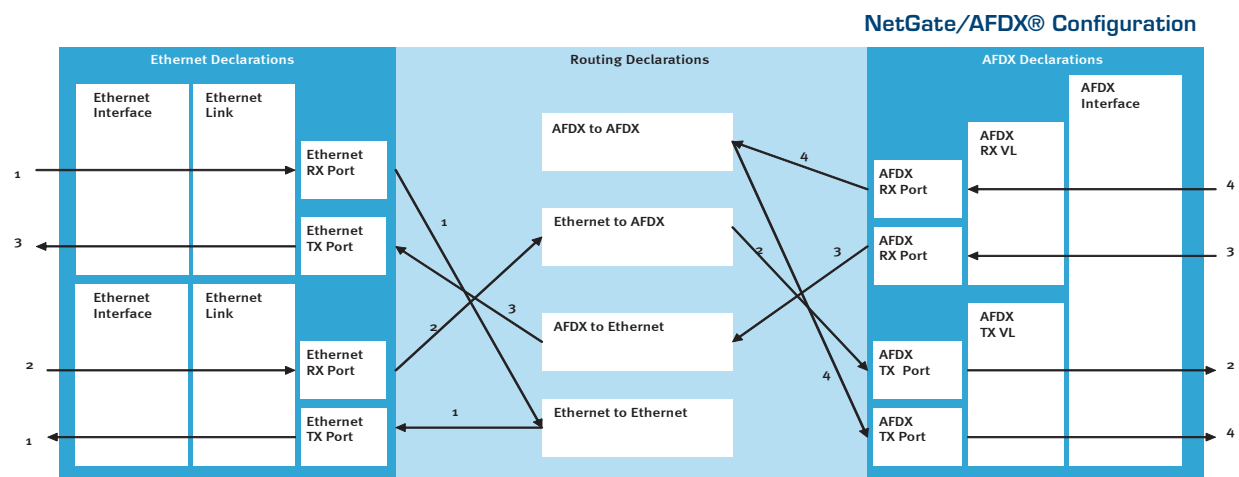 NetGate/AFDX® Configuration
Ethernet Declarations
Routing Declarations
AFDX Declarations
Ethernet
Interface
Ethernet
Link
Ethernet
RX Port
Ethernet
TX Port
Ethernet
Interface
Ethernet
Link
Ethernet
RX Port
Ethernet
TX Port
1
3
2
1
AFDX to AFDX
Ethernet to AFDX
AFDX to Ethernet
Ethernet to Ethernet
1
3
2
1
4
2
3
4
AFDX
RX Port
AFDX
RX Port
AFDX
TX Port
AFDX
TX Port
AFDX
RX VL
AFDX
TX VL
AFDX
Interface
4
3
2
4